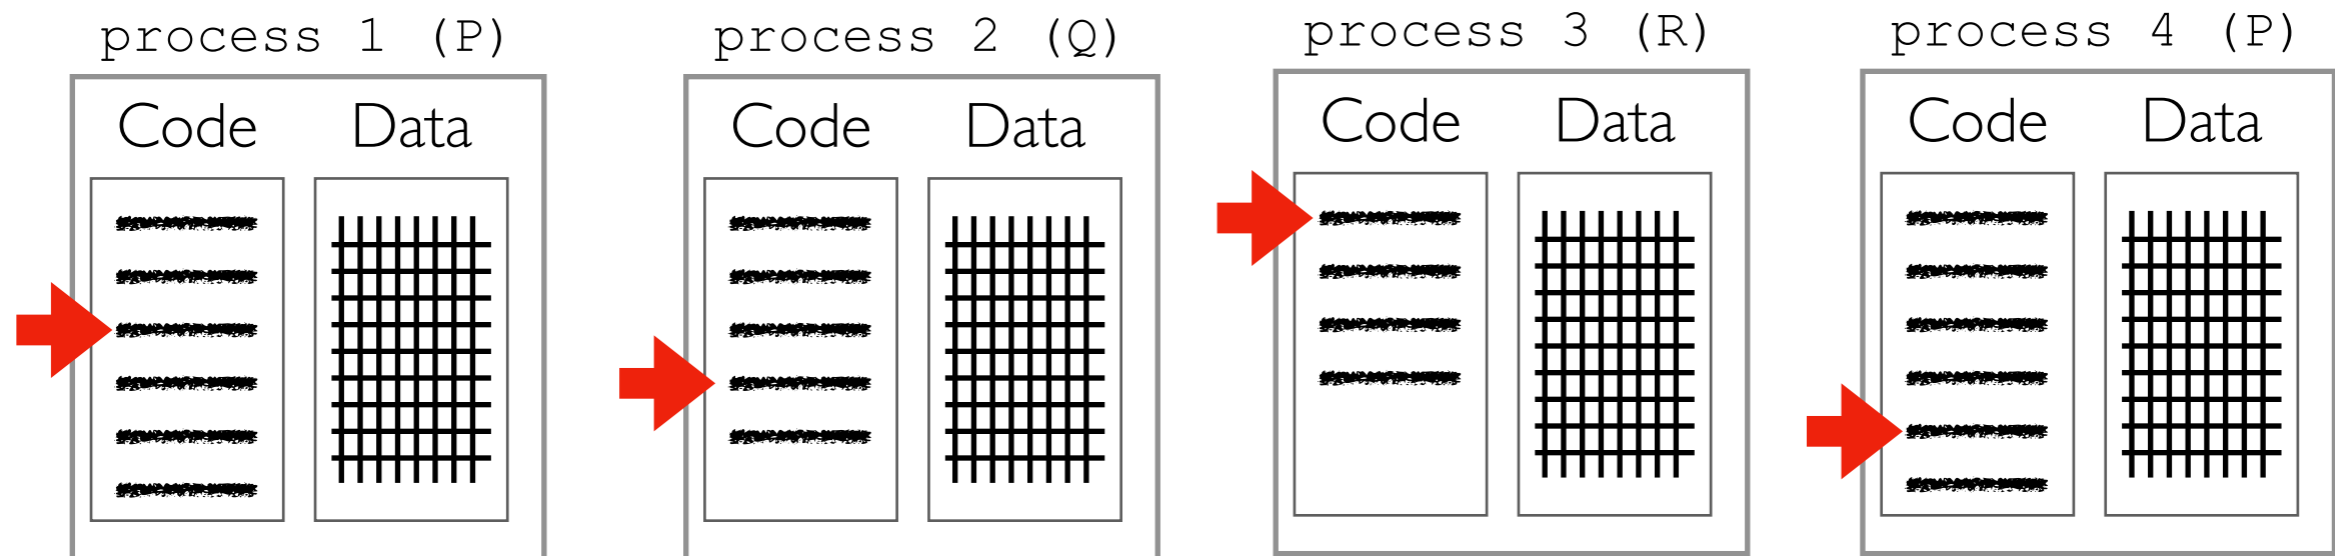 process 1 (P)
Code Data
process 2 (Q)
Code Data
process 3 (R)
Code Data
process 4 (P)
Code Data